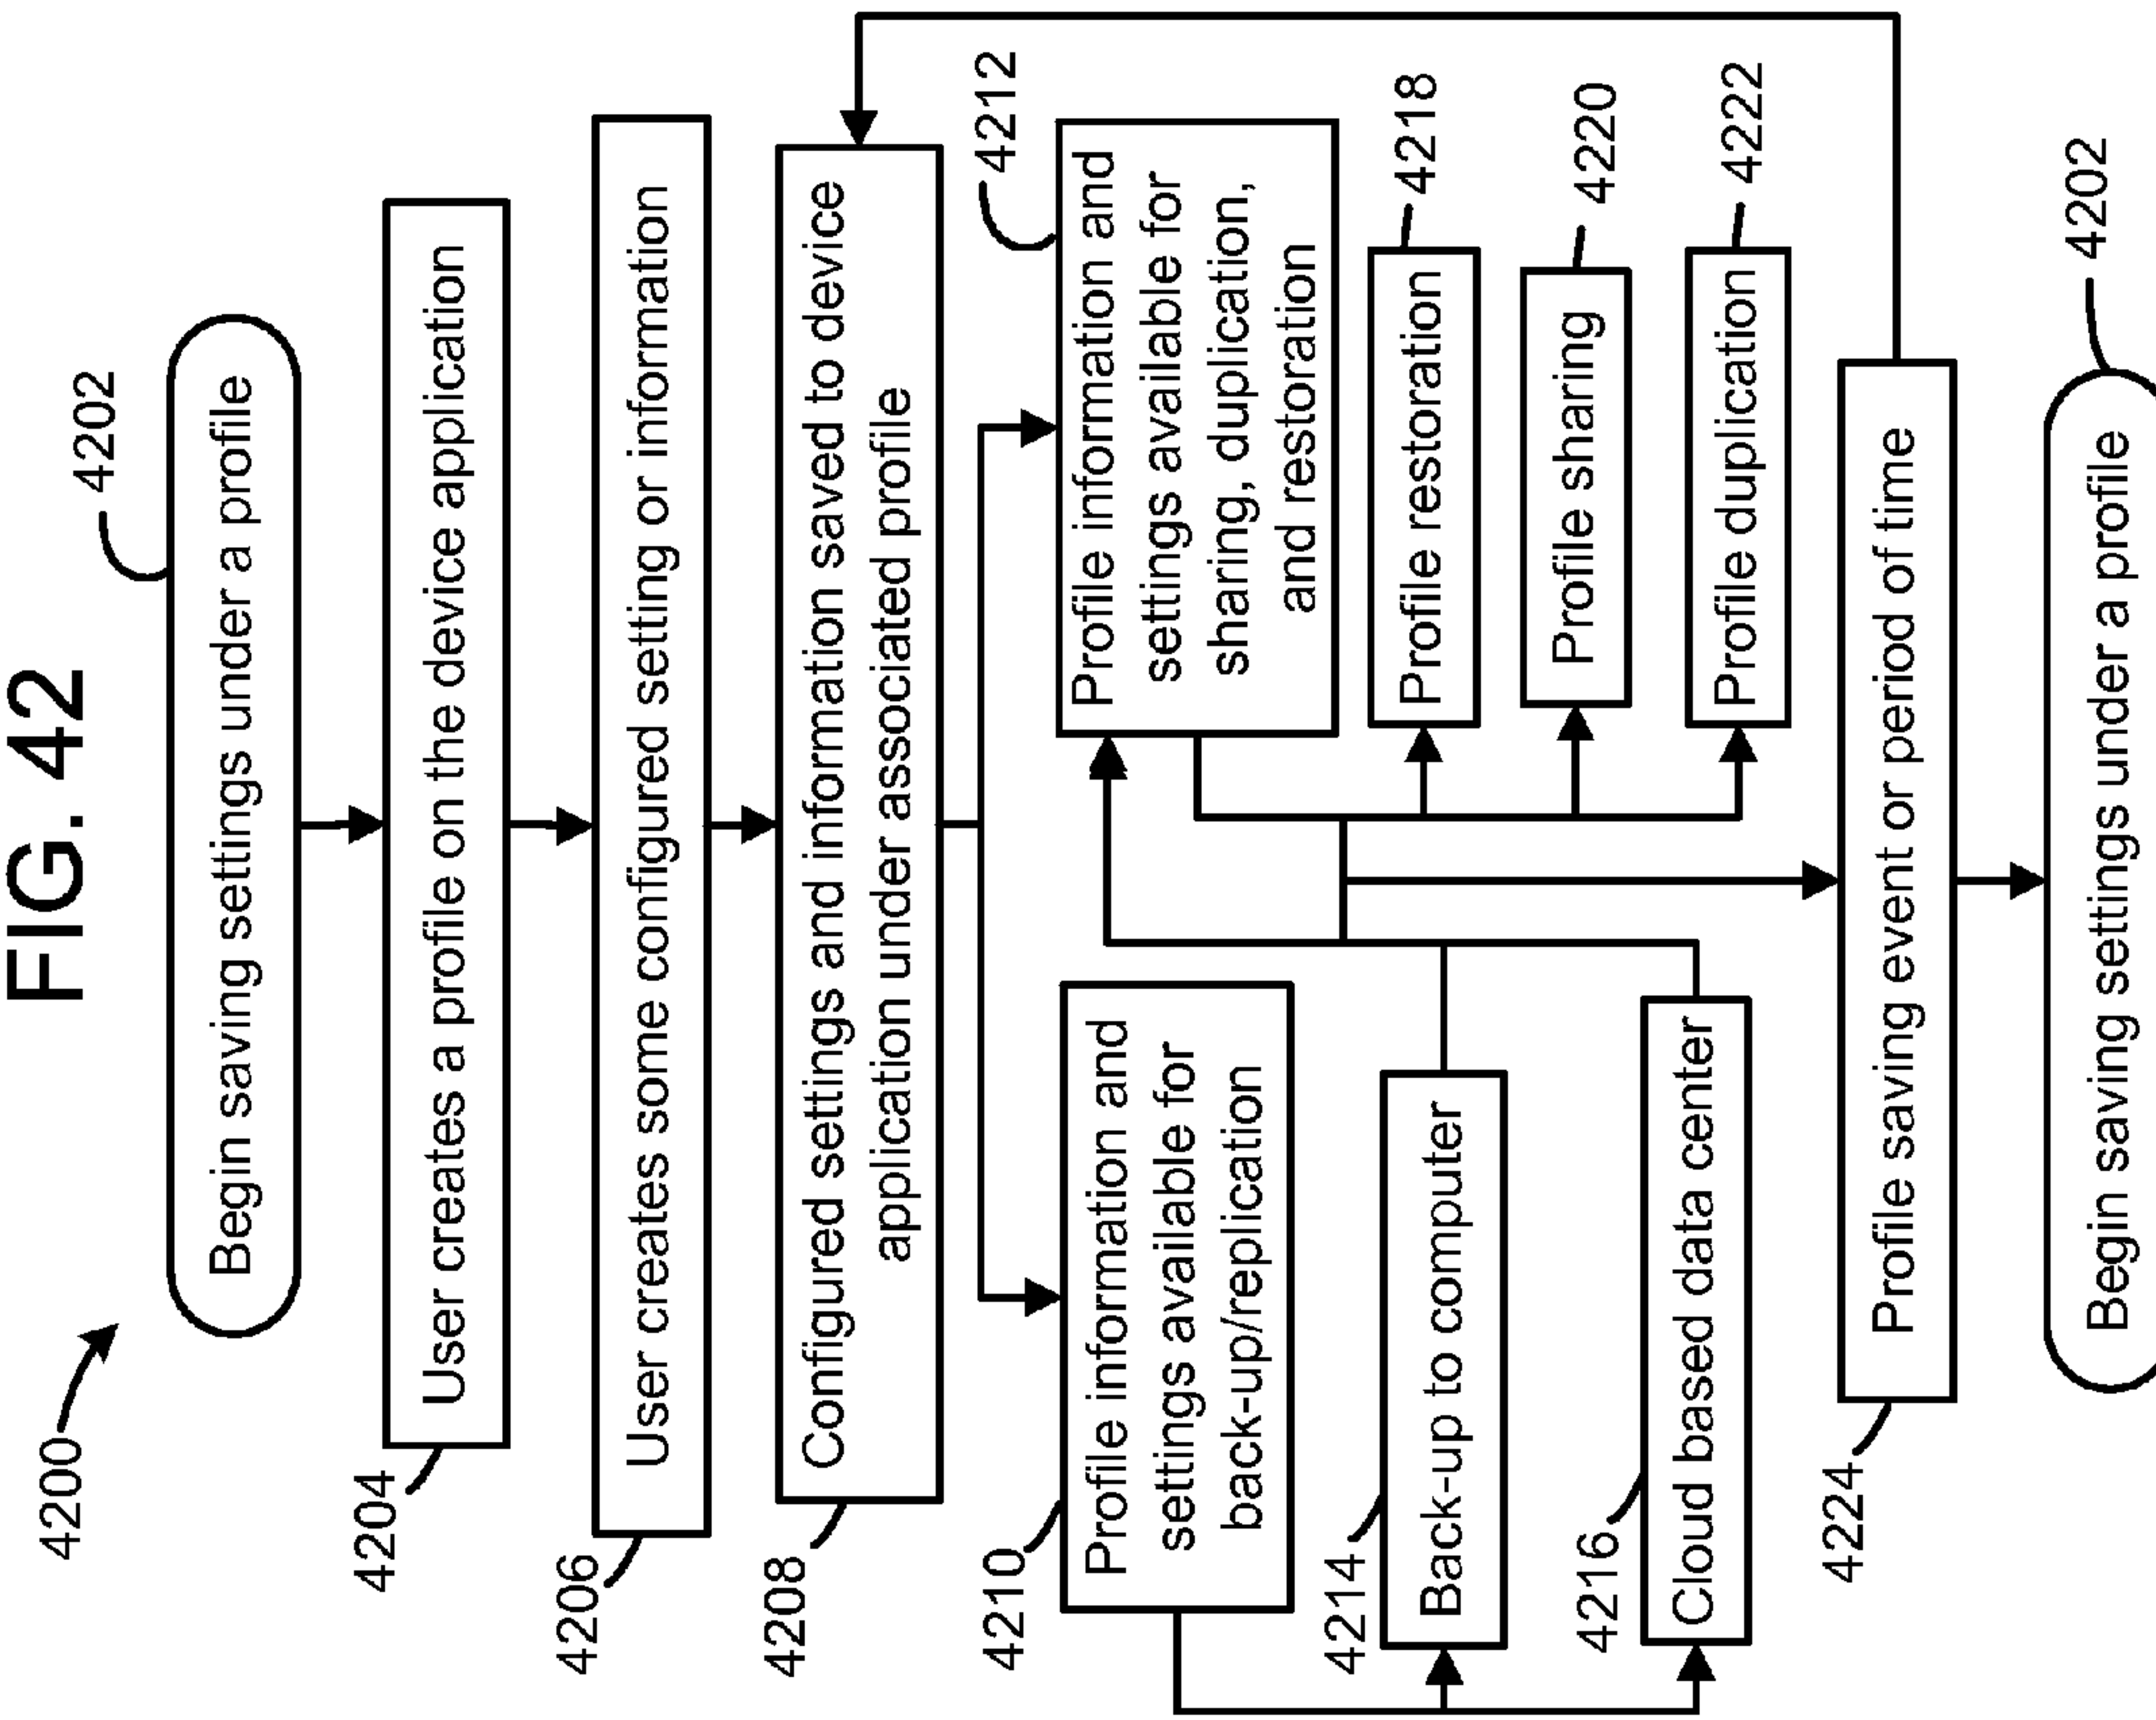 FIG. 42
4200
4202
Begin saving settings under a profile
4204
User creates a profile on the device application
4206
User creates some configured setting or information
4208
Configured settings and information saved to device
application under associated profile
4210
Profile information and
settings available for
back-up/replication
4212
Profile information and
settings available for
sharing, duplication,
and restoration
4214
Back-up to computer
4216
Cloud based data center
4218
Profile restoration
4220
Profile sharing
4222
Profile duplication
4224
Profile saving event or period of time
4202
Begin saving settings under a profile